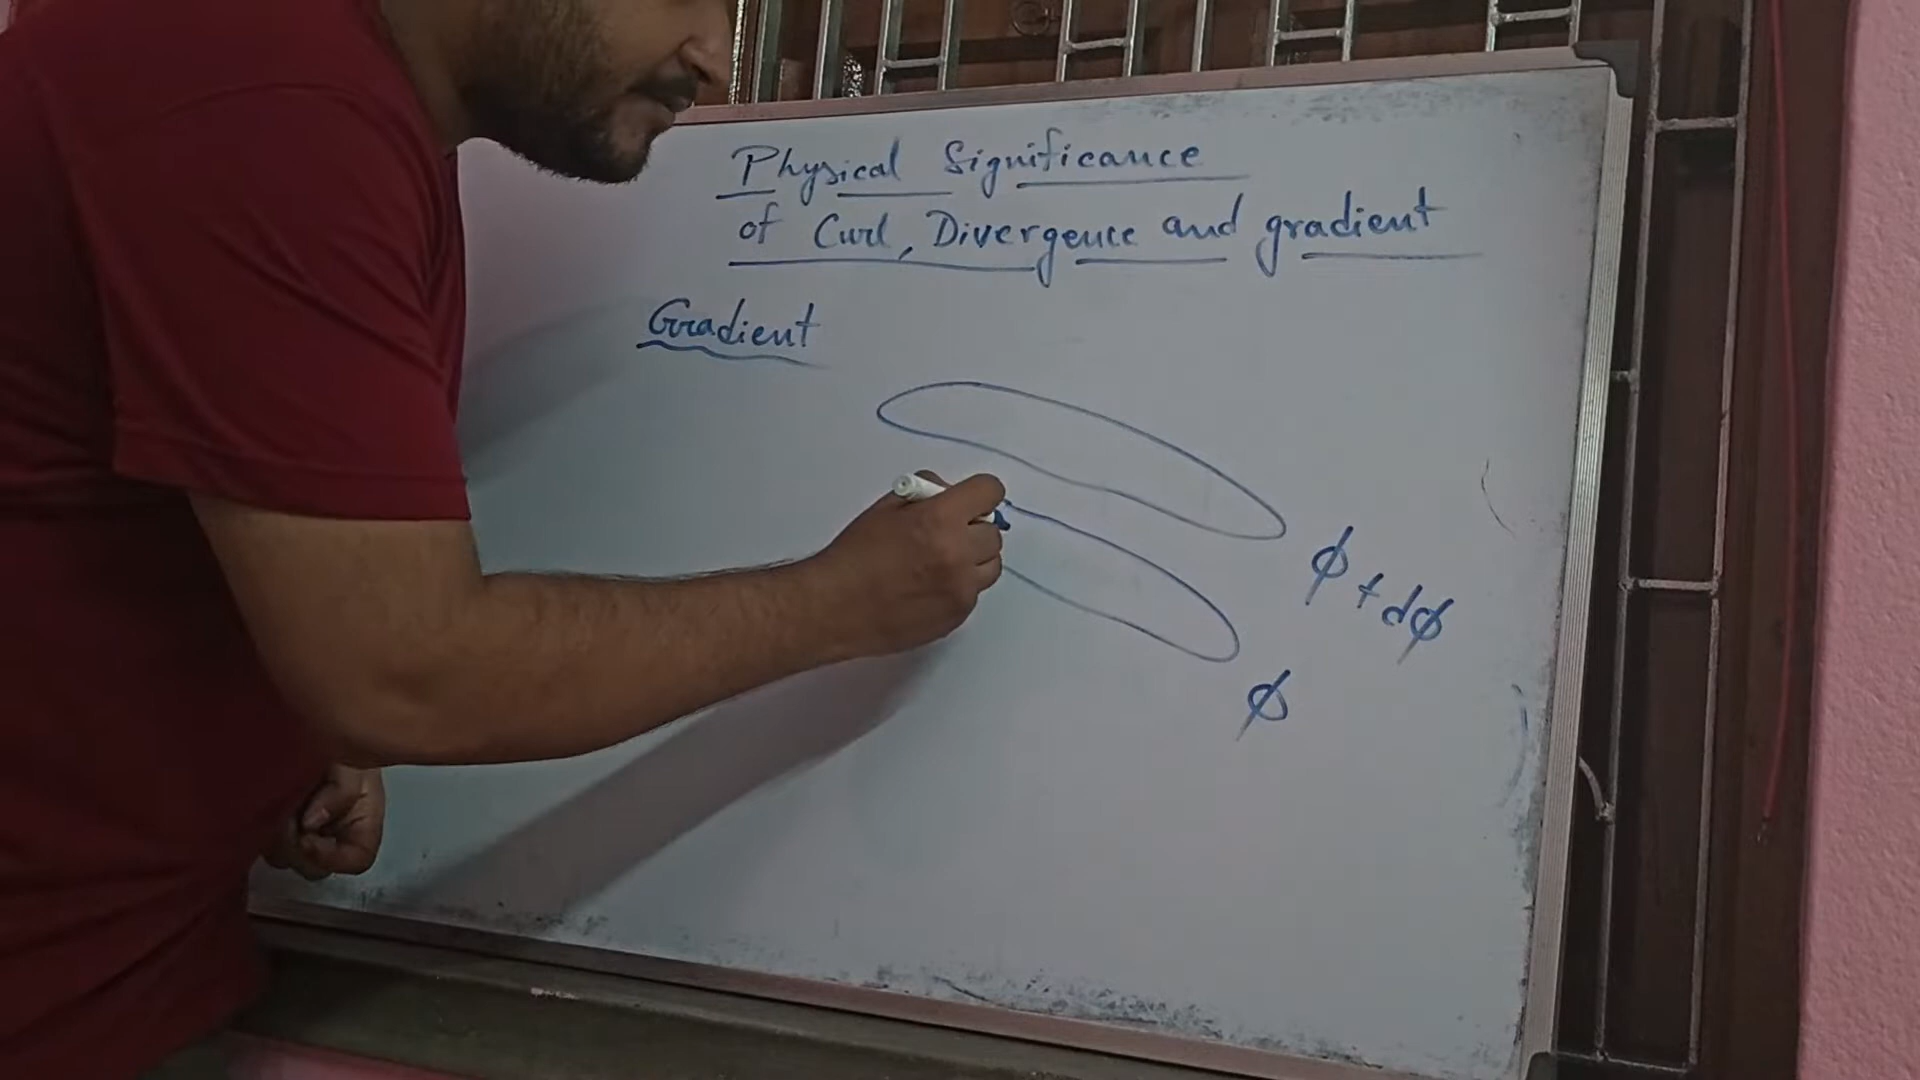 Physical Significance
of Curl, Divergence and gradient
Gradient
ϕ + dϕ
ϕ